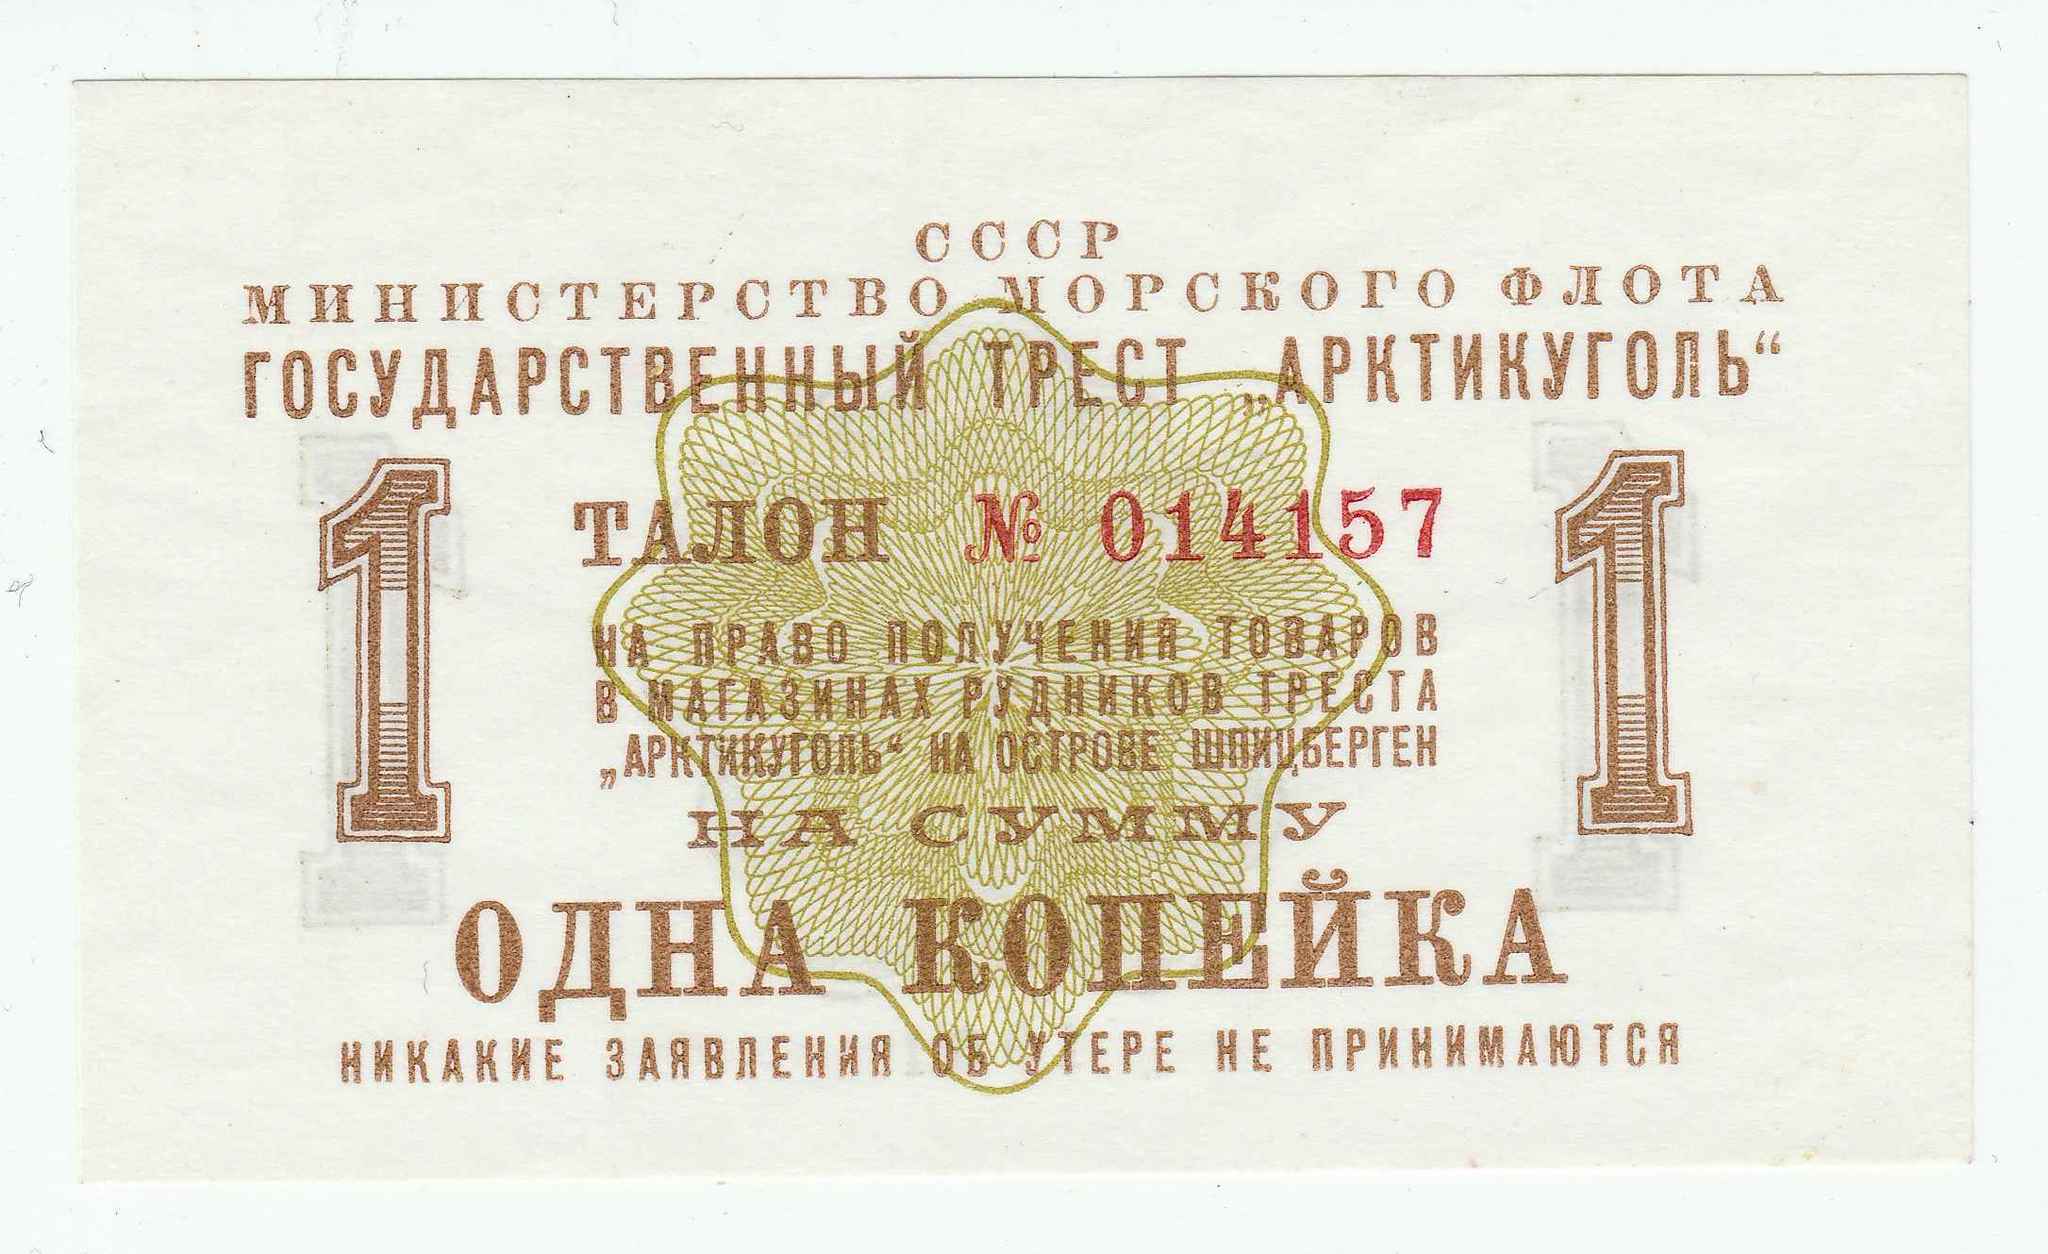 СССР
МИНИСТЕРСТВО МОРСКОГО ФЛОТА
ГОСУДАРСТВЕННЫЙ ТРЕСТ „АРКТИКУГОЛЬ“
1 ТАЛОН № 014157 1
НА ПРАВО ПОЛУЧЕНИЯ ТОВАРОВ
В МАГАЗИНАХ РУДНИКОВ ТРЕСТА
„АРКТИКУГОЛЬ“ НА ОСТРОВЕ ШПИЦБЕРГЕН
НА СУММУ
ОДНА КОПЕЙКА
НИКАКИЕ ЗАЯВЛЕНИЯ ОБ УТЕРЕ НЕ ПРИНИМАЮТСЯ